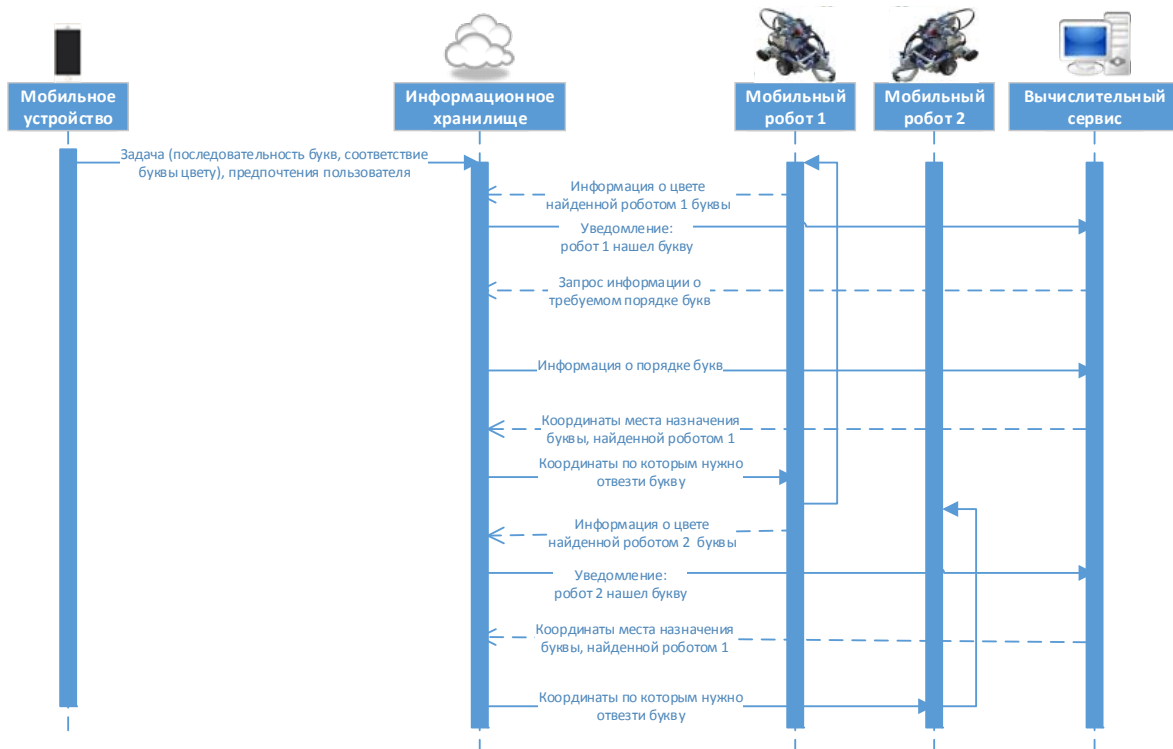 Мобильное
устройство
Информационное
хранилище
Мобильный
робот 1
Мобильный
робот 2
Вычислительный
сервис
Задача (последовательность букв, соответствие
буквы цвету), предпочтения пользователя
Информация о цвете
найденной роботом 1 буквы
Уведомление:
робот 1 нашел букву
Запрос информации о
требуемом порядке букв
Информация о порядке букв
Координаты места назначения
буквы, найденной роботом 1
Координаты по которым нужно
отвезти букву
Информация о цвете
найденной роботом 2 буквы
Уведомление:
робот 2 нашел букву
Координаты места назначения
буквы, найденной роботом 1
Координаты по которым нужно
отвезти букву